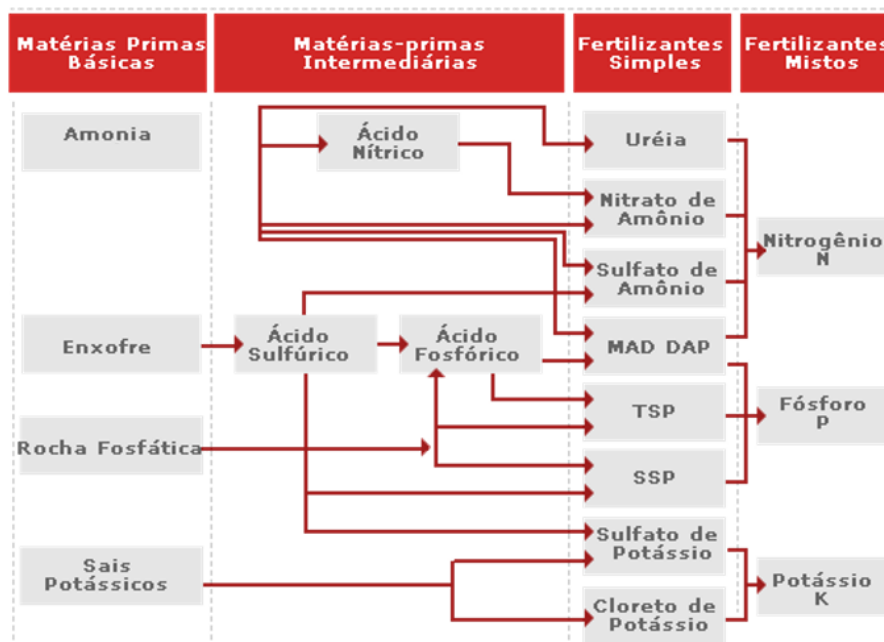 Matérias Primas
Básicas
Matérias-primas
Intermediárias
Fertilizantes
Simples
Fertilizantes
Mistos
Amonia
Ácido
Nítrico
Uréia
Nitrato de
Amônio
Nitrogênio
N
Sulfato de
Amônio
Enxofre
Ácido
Sulfúrico
Ácido
Fosfórico
MAD DAP
TSP
Fósforo
P
Rocha Fosfática
SSP
Sulfato de
Potássio
Sais
Potássicos
Potássio
K
Cloreto de
Potássio